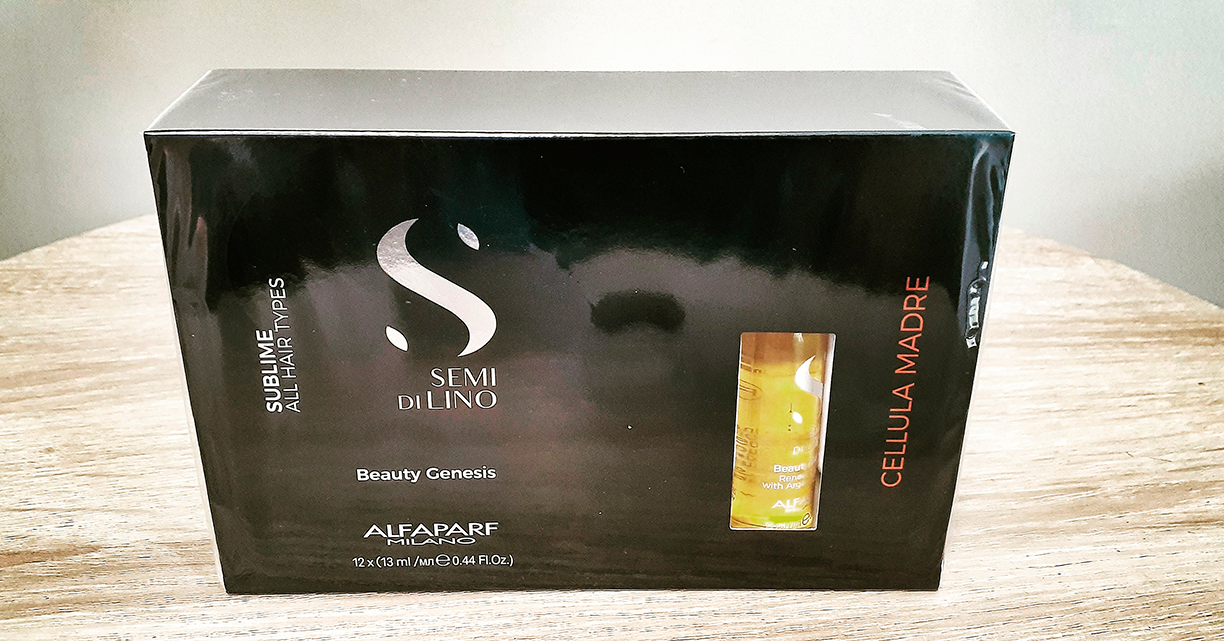 SUBLIME
ALL HAIR TYPES
SEMI
DI LINO
Beauty Genesis
ALFAPARF
MILANO
12 x (13 ml /мл ℮ 0.44 Fl.Oz.)
with
CELLULA MADRE